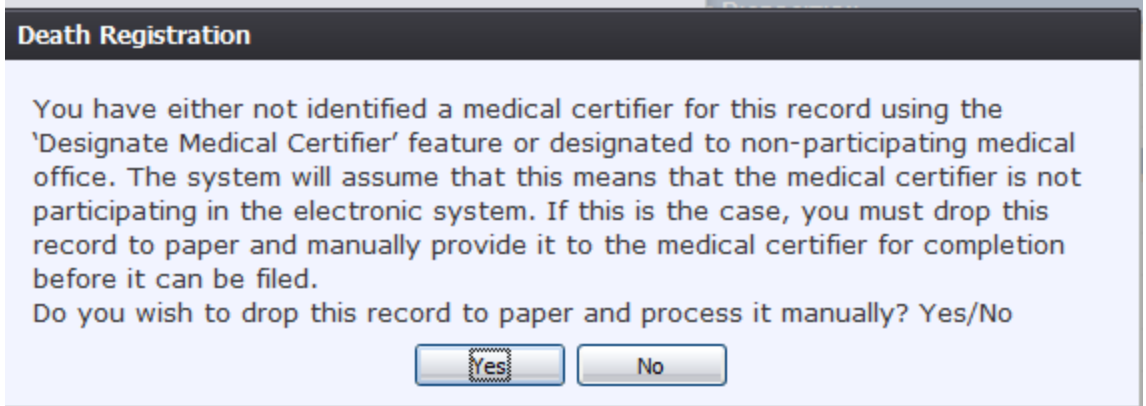 Death Registration
You have either not identified a medical certifier for this record using the
‘Designate Medical Certifier’ feature or designated to non-participating medical
office. The system will assume that this means that the medical certifier is not
participating in the electronic system. If this is the case, you must drop this
record to paper and manually provide it to the medical certifier for completion
before it can be filed.
Do you wish to drop this record to paper and process it manually? Yes/No
Yes No